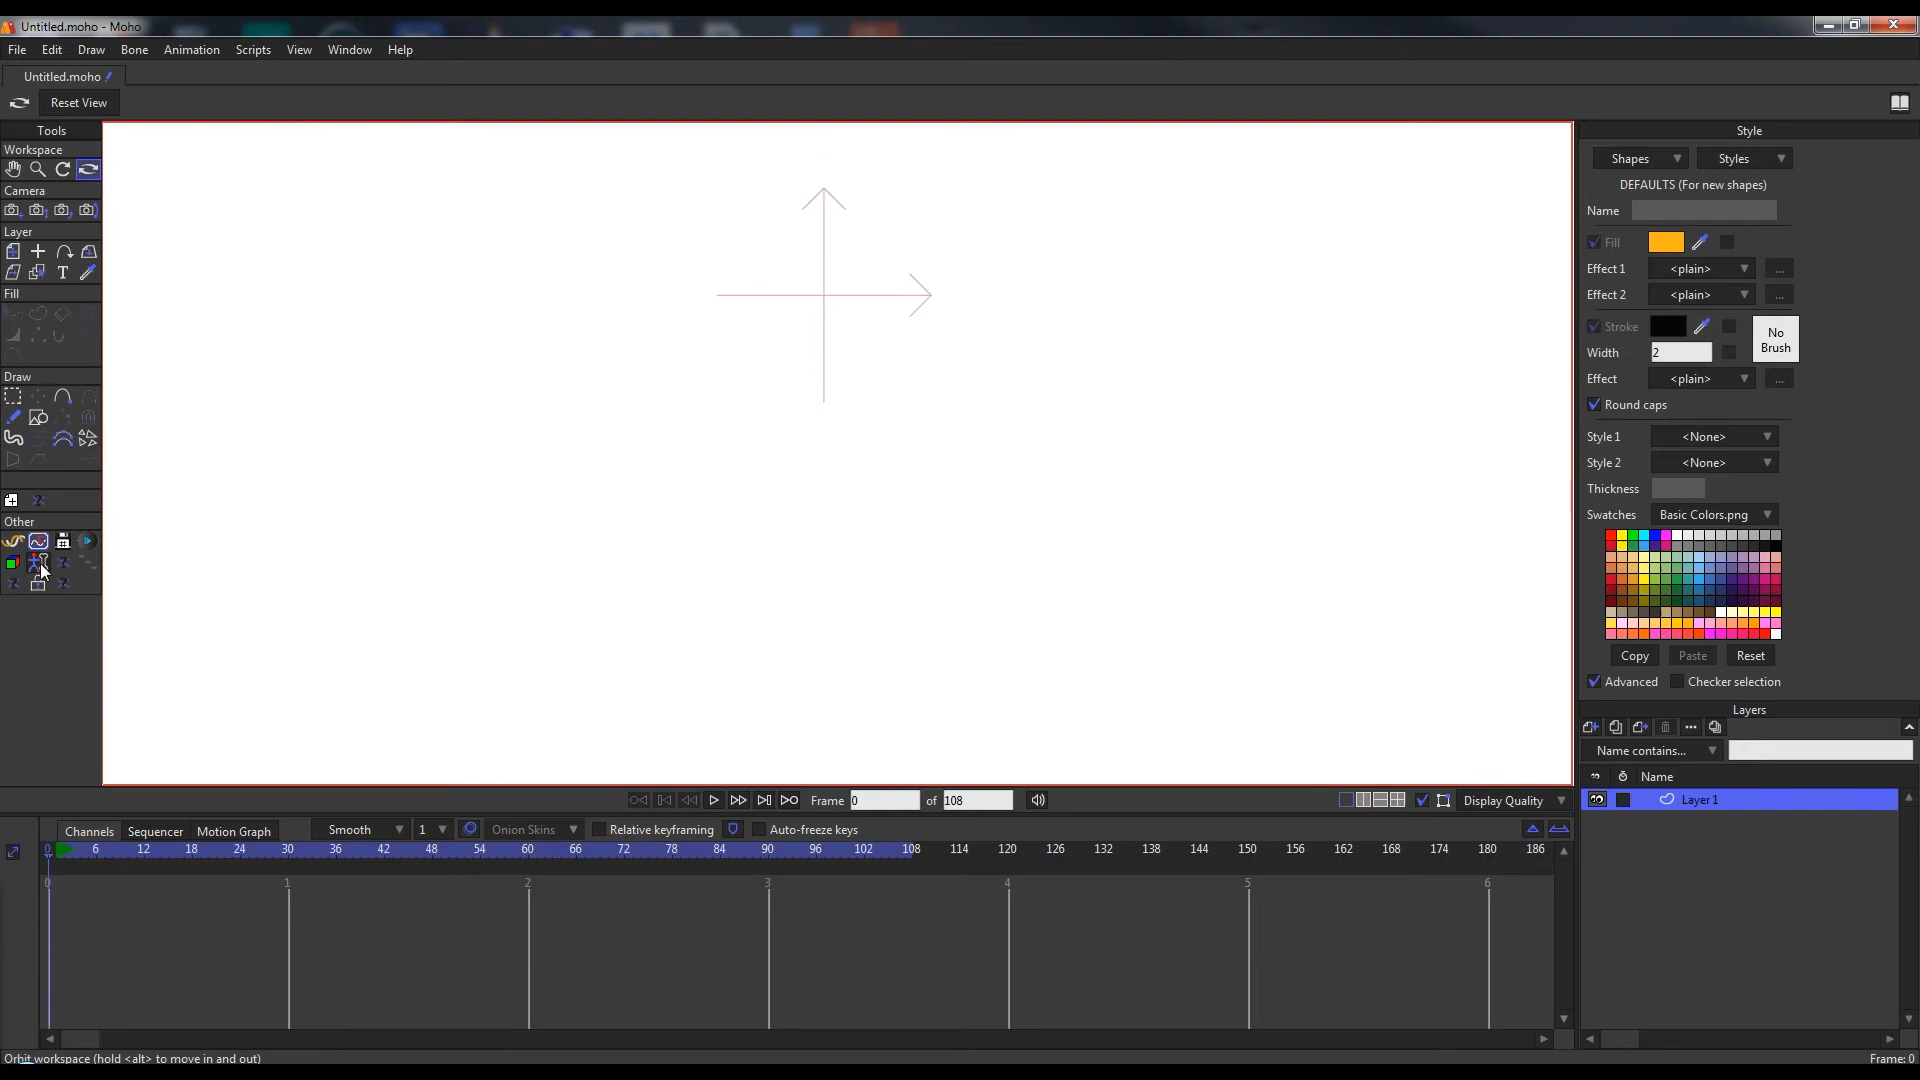 Untitled.moho - Moho
File Edit Draw Bone Animation Scripts View Window Help
Untitled.moho
Reset View
Tools
Workspace
Camera
Layer
T
Fill
Draw
Other
Style
Shapes Styles
DEFAULTS (For new shapes)
Name
Fill
Effect 1 <plain> ...
Effect 2 <plain> ...
Stroke
No Brush
Width 2
Effect <plain> ...
Round caps
Style 1 <None>
Style 2 <None>
Thickness
Swatches Basic Colors.png
Copy Paste Reset
Advanced Checker selection
Layers
Name contains...
Name
Layer 1
Frame 0 of 108
Display Quality
Channels Sequencer Motion Graph Smooth 1 Onion Skins Relative keyframing Auto-freeze keys
0 6 12 18 24 30 36 42 48 54 60 66 72 78 84 90 96 102 108 114 120 126 132 138 144 150 156 162 168 174 180 186
0 1 2 3 4 5 6
Orbit workspace (hold <alt> to move in and out)
Frame: 0